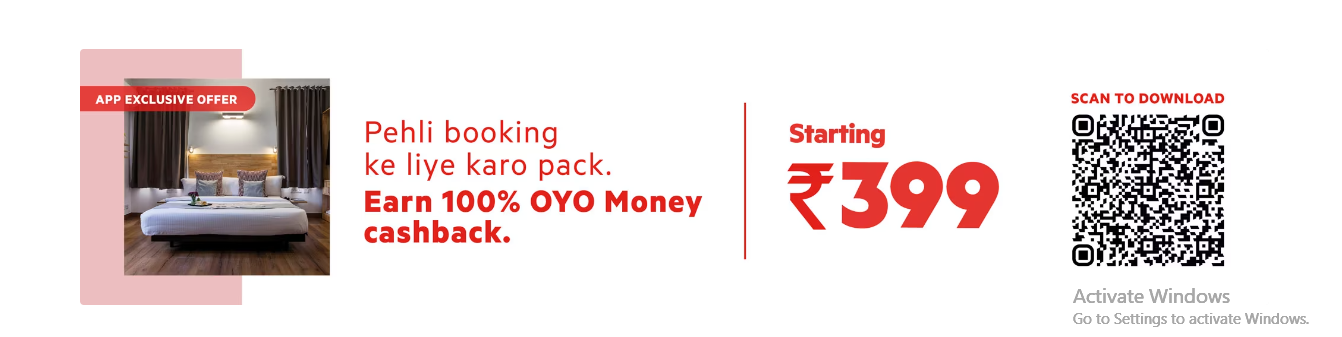 APP EXCLUSIVE OFFER
Pehli booking
ke liye karo pack.
Earn 100% OYO Money
cashback.
Starting
₹399
SCAN TO DOWNLOAD
Activate Windows
Go to Settings to activate Windows.